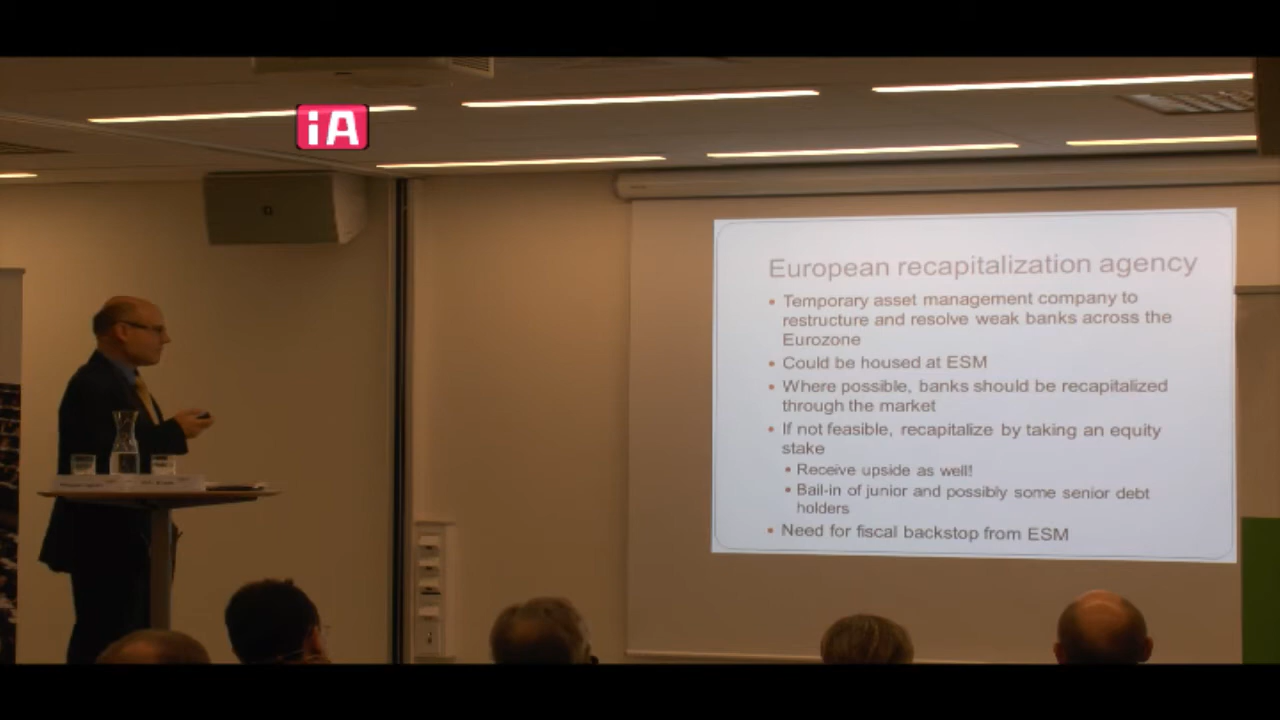 iA
European recapitalization agency
• Temporary asset management company to
restructure and resolve weak banks across the
Eurozone
• Could be housed at ESM
• Where possible, banks should be recapitalized
through the market
• If not feasible, recapitalize by taking an equity
stake
• Receive upside as well!
• Bail-in of junior and possibly some senior debt
holders
• Need for fiscal backstop from ESM